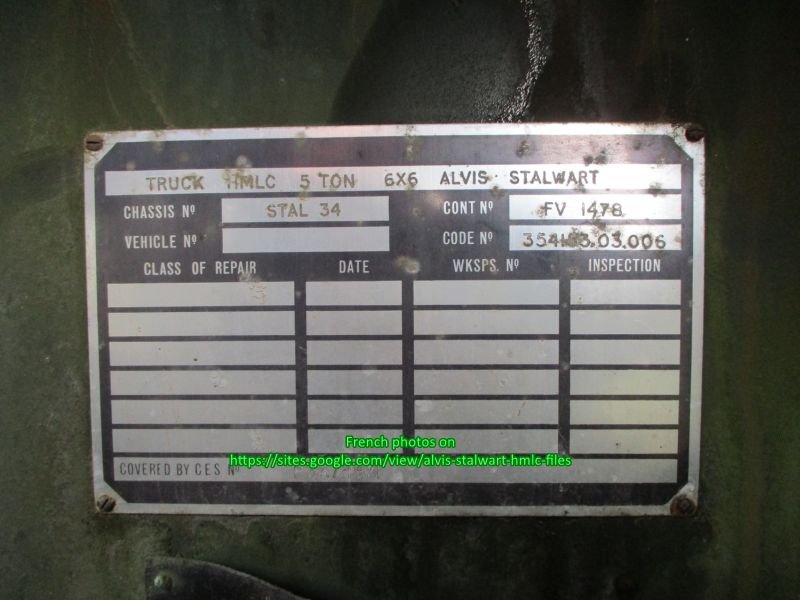 TRUCK HMLC 5 TON 6X6 ALVIS STALWART
CHASSIS Nº STAL 34 CONT Nº FV 1478
VEHICLE Nº CODE Nº
CLASS OF REPAIR DATE WKSPS. Nº INSPECTION
French photos on
https://sites.google.com/view/alvis-stalwart-hmlc-files
COVERED BY C E S Nº